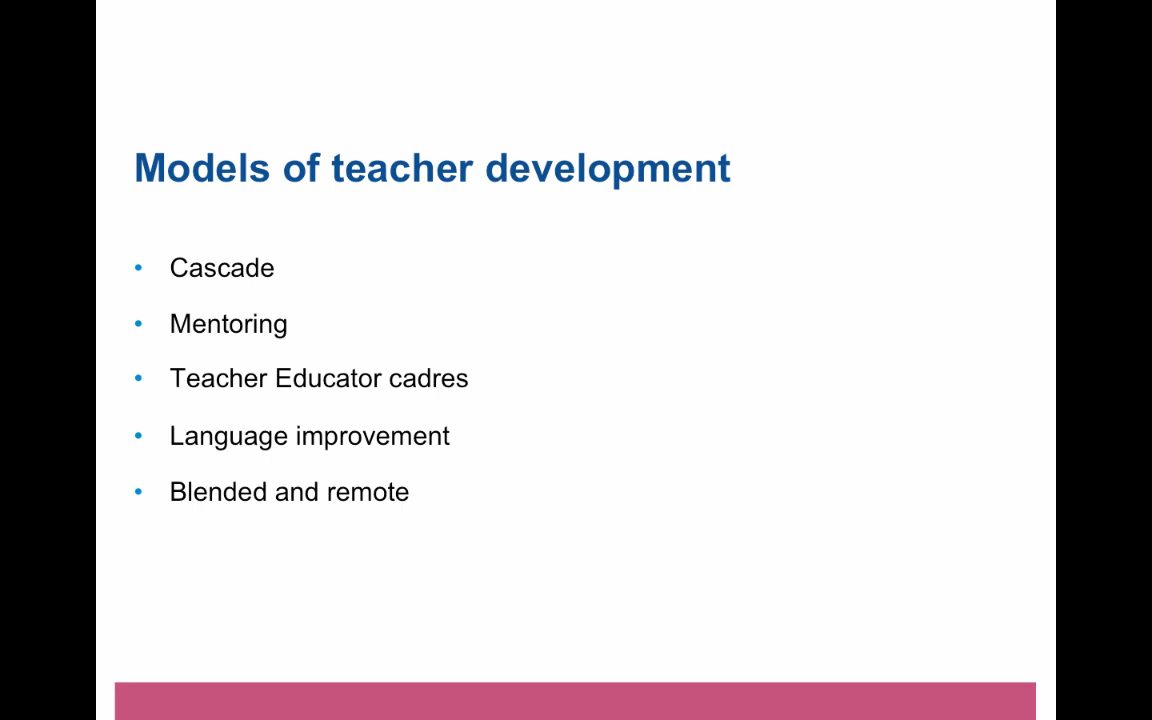 Models of teacher development
• Cascade
• Mentoring
• Teacher Educator cadres
• Language improvement
• Blended and remote